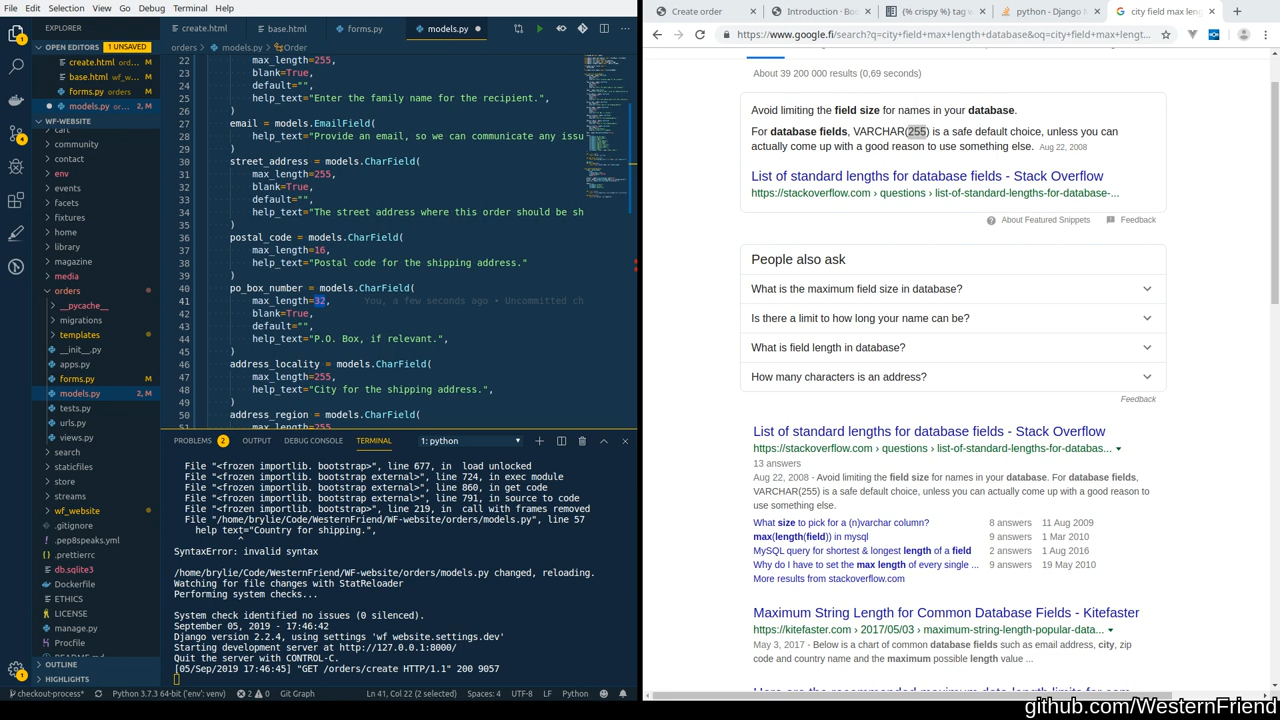 File Edit Selection View Go Debug Terminal Help
EXPLORER
OPEN EDITORS 1 UNSAVED
create.html ord... M
base.html wf_w... M
forms.py orders M
models.py or... 2, M
WF-WEBSITE
cart
community
contact
env
events
facets
fixtures
home
library
magazine
media
orders
__pycache__
migrations
templates
__init__.py
apps.py
forms.py M
models.py 2, M
tests.py
urls.py
views.py
search
staticfiles
store
streams
wf_website
.gitignore
.pep8speaks.yml
.prettierrc
db.sqlite3
Dockerfile
ETHICS
LICENSE
manage.py
Procfile
README.md
OUTLINE
HIGHLIGHTS
create.html base.html forms.py models.py
orders > models.py > Order
22 max_length=255,
23 blank=True,
24 default="",
25 help_text="Enter the family name for the recipient.",
26 )
27 email = models.EmailField(
28 help_text="Provide an email, so we can communicate any issu
29 )
30 street_address = models.CharField(
31 max_length=255,
32 blank=True,
33 default="",
34 help_text="The street address where this order should be sh
35 )
36 postal_code = models.CharField(
37 max_length=16,
38 help_text="Postal code for the shipping address."
39 )
40 po_box_number = models.CharField(
41 max_length=32, You, a few seconds ago • Uncommitted ch
42 blank=True,
43 default="",
44 help_text="P.O. Box, if relevant.",
45 )
46 address_locality = models.CharField(
47 max_length=255,
48 help_text="City for the shipping address.",
49 )
50 address_region = models.CharField(
51 max_length=255
PROBLEMS 2 OUTPUT DEBUG CONSOLE TERMINAL 1: python
File "<frozen importlib._bootstrap>", line 677, in _load_unlocked
File "<frozen importlib._bootstrap_external>", line 724, in exec_module
File "<frozen importlib._bootstrap_external>", line 860, in get_code
File "<frozen importlib._bootstrap_external>", line 791, in source_to_code
File "<frozen importlib._bootstrap>", line 219, in _call_with_frames_removed
File "/home/brylie/Code/WesternFriend/WF-website/orders/models.py", line 57
help_text="Country for shipping.",
^
SyntaxError: invalid syntax
/home/brylie/Code/WesternFriend/WF-website/orders/models.py changed, reloading.
Watching for file changes with StatReloader
Performing system checks...
System check identified no issues (0 silenced).
September 05, 2019 - 17:46:42
Django version 2.2.4, using settings 'wf_website.settings.dev'
Starting development server at http://127.0.0.1:8000/
Quit the server with CONTROL-C.
[05/Sep/2019 17:46:45] "GET /orders/create HTTP/1.1" 200 9057
checkout-process* Python 3.7.3 64-bit ('env': venv) 2 0 Git Graph Ln 41, Col 22 (2 selected) Spaces: 4 UTF-8 LF Python
Create order Introduction · Bo {% crispy %} tag w python - Django M city field max leng
https://www.google.fi/search?q=city+field+max+length+database&oq=city+field+max+lengt...
About 39 200 000 results (0,69 seconds)
Avoid limiting the field size for names in your database.
For database fields, VARCHAR(255) is a safe default choice, unless you can
actually come up with a good reason to use something else. Aug 22, 2008
List of standard lengths for database fields - Stack Overflow
https://stackoverflow.com › questions › list-of-standard-lengths-for-database-...
About Featured Snippets Feedback
People also ask
What is the maximum field size in database?
Is there a limit to how long your name can be?
What is field length in database?
How many characters is an address?
Feedback
List of standard lengths for database fields - Stack Overflow
https://stackoverflow.com › questions › list-of-standard-lengths-for-databas...
13 answers
Aug 22, 2008 - Avoid limiting the field size for names in your database. For database fields,
VARCHAR(255) is a safe default choice, unless you can actually come up with a good reason to
use something else.
What size to pick for a (n)varchar column? 8 answers 11 Aug 2009
max(length(field)) in mysql 9 answers 1 Mar 2010
MySQL query for shortest & longest length of a field 2 answers 1 Aug 2016
Why do I have to set the max length of every single ... 9 answers 19 May 2010
More results from stackoverflow.com
Maximum String Length for Common Database Fields - Kitefaster
https://kitefaster.com › 2017/05/03 › maximum-string-length-popular-data...
May 3, 2017 - Below is a chart of common database fields such as email address, city, zip
code and country name and the maximum possible length value ...
github.com/WesternFriend